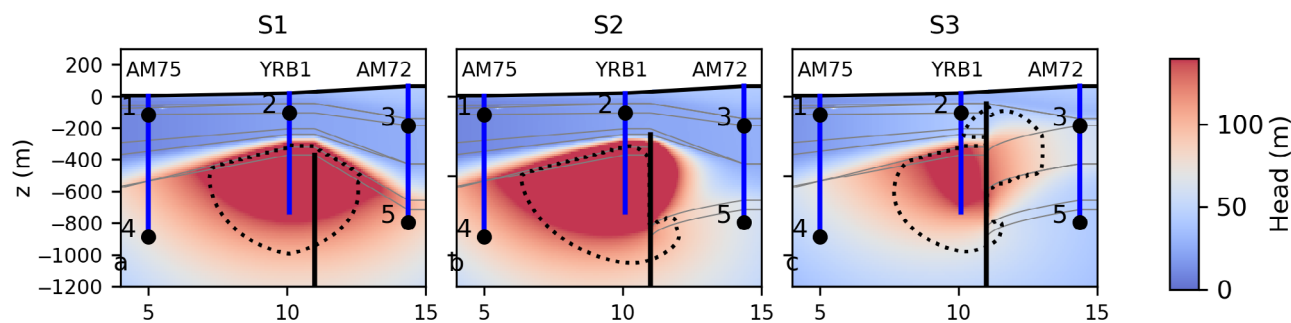 S1 S2 S3
AM75 YRB1 AM72 AM75 YRB1 AM72 AM75 YRB1 AM72
200
0
−200
−400
−600
−800
−1000
−1200
z (m)
1 2 3 4 5 a
1 2 3 4 5 b
1 2 3 4 5 c
5 10 15 5 10 15 5 10 15
100
50
0
Head (m)